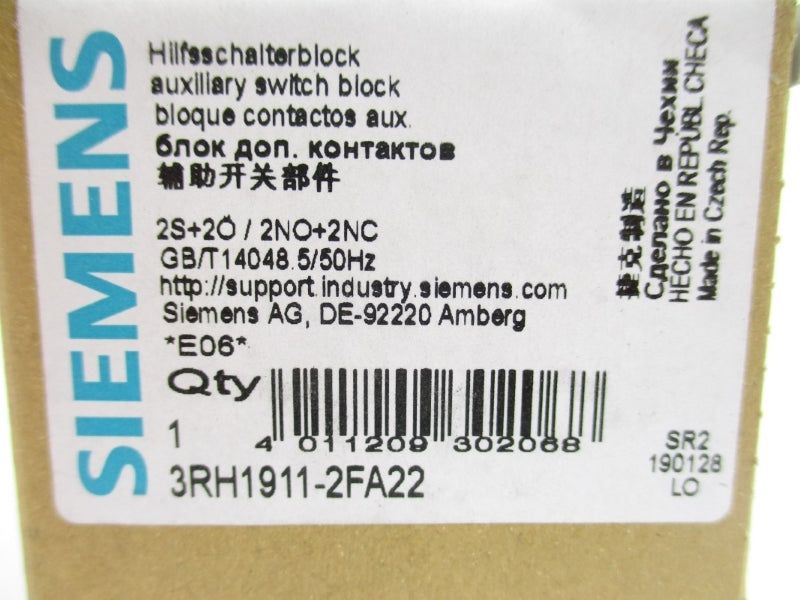 SIEMENS
Hilfsschalterblock
auxiliary switch block
bloque contactos aux.
блок доп. контактов
辅助开关部件
2S+2Ö / 2NO+2NC
GB/T14048.5/50Hz
http://support.industry.siemens.com
Siemens AG, DE-92220 Amberg
*E06*
Qty
1
4 011209 302068
3RH1911-2FA22
捷克制造
Сделано в Чехии
HECHO EN REPUBL. CHECA
Made in Czech Rep.
SR2
190128
LO